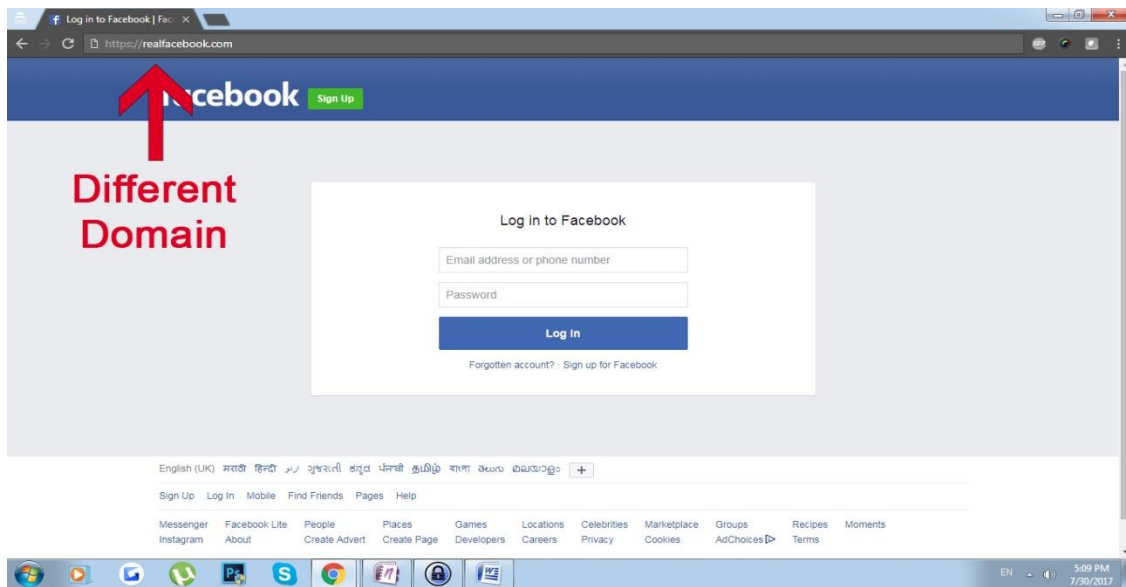 Log in to Facebook | Fac
https://realfacebook.com
facebook Sign Up
Different
Domain
Log in to Facebook
Email address or phone number
Password
Log In
Forgotten account? · Sign up for Facebook
English (UK) मराठी हिन्दी اردو ગુજરાતી ಕನ್ನಡ ਪੰਜਾਬੀ தமிழ் বাংলা తెలుగు മലയാളം +
Sign Up Log In Mobile Find Friends Pages Help
Messenger Facebook Lite People Places Games Locations Celebrities Marketplace Groups Recipes Moments
Instagram About Create Advert Create Page Developers Careers Privacy Cookies AdChoices Terms
EN 5:09 PM
7/30/2017